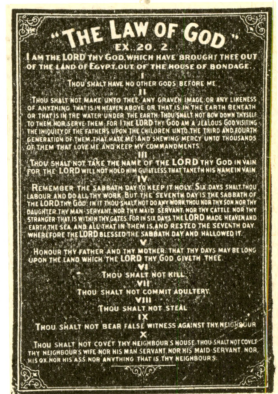 "THE LAW OF GOD"
EX. 20. 2
I AM THE LORD THY GOD, WHICH HAVE BROUGHT THEE OUT
OF THE LAND OF EGYPT, OUT OF THE HOUSE OF BONDAGE.
I
THOU SHALT HAVE NO OTHER GODS BEFORE ME.
II
THOU SHALT NOT MAKE UNTO THEE ANY GRAVEN IMAGE OR ANY LIKENESS
OF ANYTHING THAT IS IN HEAVEN ABOVE OR THAT IS IN THE EARTH BENEATH
OR THAT IS IN THE WATER UNDER THE EARTH. THOU SHALT NOT BOW DOWN THYSELF
TO THEM, NOR SERVE THEM: FOR I THE LORD THY GOD AM A JEALOUS GOD VISITING
THE INIQUITY OF THE FATHERS UPON THE CHILDREN UNTO THE THIRD AND FOURTH
GENERATION OF THEM THAT HATE ME: AND SHEWING MERCY UNTO THOUSANDS
OF THEM THAT LOVE ME AND KEEP MY COMMANDMENTS.
III
THOU SHALT NOT TAKE THE NAME OF THE LORD THY GOD IN VAIN
FOR THE LORD WILL NOT HOLD HIM GUILTLESS, THAT TAKETH HIS NAME IN VAIN
IV
REMEMBER THE SABBATH DAY TO KEEP IT HOLY. SIX DAYS SHALT THOU
LABOUR AND DO ALL THY WORK. BUT THE SEVENTH DAY IS THE SABBATH OF
THE LORD THY GOD: IN IT THOU SHALT NOT DO ANY WORK THOU NOR THY SON NOR THY
DAUGHTER, THY MAN-SERVANT, NOR THY MAID SERVANT, NOR THY CATTLE NOR THY
STRANGER THAT IS WITHIN THY GATES FOR IN SIX DAYS THE LORD MADE HEAVEN AND
EARTH, THE SEA, AND ALL THAT IN THEM IS, AND RESTED THE SEVENTH DAY
WHEREFORE THE LORD BLESSED THE SABBATH DAY AND HALLOWED IT.
V
HONOUR THY FATHER AND THY MOTHER: THAT THY DAYS MAY BE LONG
UPON THE LAND WHICH THE LORD THY GOD GIVETH THEE.
VI
THOU SHALT NOT KILL.
VII
THOU SHALT NOT COMMIT ADULTERY.
VIII
THOU SHALT NOT STEAL
IX
THOU SHALT NOT BEAR FALSE WITNESS AGAINST THY NEIGHBOUR
X
THOU SHALT NOT COVET THY NEIGHBOUR'S HOUSE, THOU SHALT NOT COVET
THY NEIGHBOUR'S WIFE NOR HIS MAN SERVANT NOR HIS MAID-SERVANT, NOR
HIS OX, NOR HIS ASS NOR ANYTHING THAT IS THY NEIGHBOUR'S.